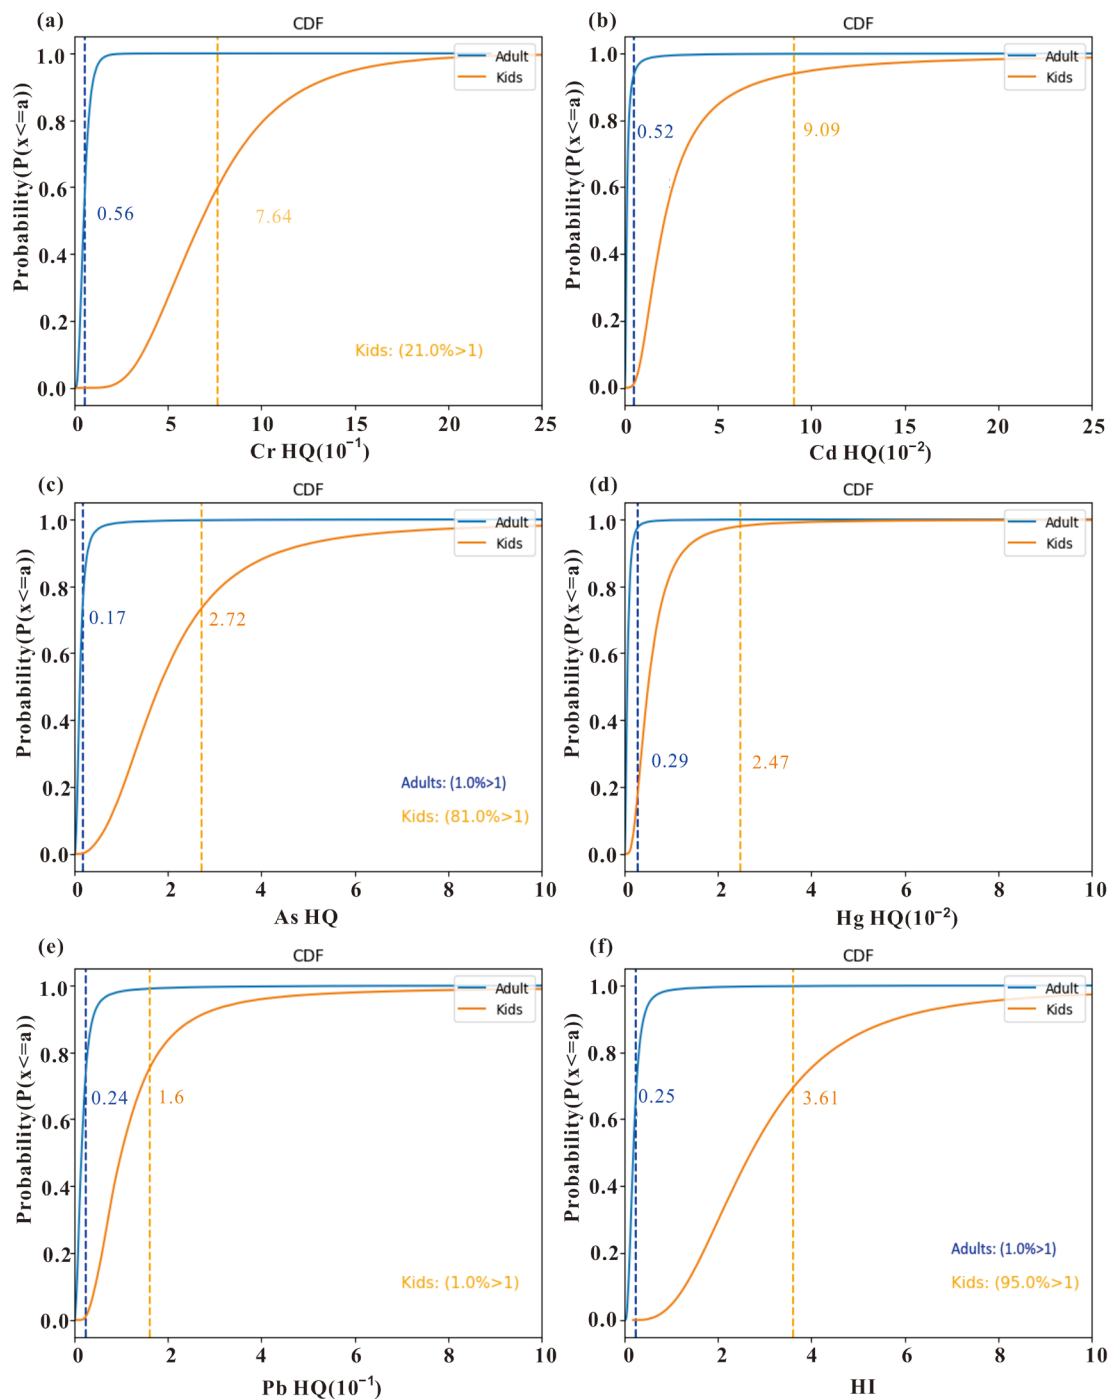 (a)
CDF
Probability(P(x<=a))
1.0
0.8
0.6
0.4
0.2
0.0
Adult
Kids
0.56
7.64
Kids: (21.0%>1)
0 5 10 15 20 25
Cr HQ(10⁻¹)
(b)
CDF
Probability(P(x<=a))
1.0
0.8
0.6
0.4
0.2
0.0
Adult
Kids
0.52
9.09
0 5 10 15 20 25
Cd HQ(10⁻²)
(c)
CDF
Probability(P(x<=a))
1.0
0.8
0.6
0.4
0.2
0.0
Adult
Kids
0.17
2.72
Adults: (1.0%>1)
Kids: (81.0%>1)
0 2 4 6 8 10
As HQ
(d)
CDF
Probability(P(x<=a))
1.0
0.8
0.6
0.4
0.2
0.0
Adult
Kids
0.29
2.47
0 2 4 6 8 10
Hg HQ(10⁻²)
(e)
CDF
Probability(P(x<=a))
1.0
0.8
0.6
0.4
0.2
0.0
Adult
Kids
0.24
1.6
Kids: (1.0%>1)
0 2 4 6 8 10
Pb HQ(10⁻¹)
(f)
CDF
Probability(P(x<=a))
1.0
0.8
0.6
0.4
0.2
0.0
Adult
Kids
0.25
3.61
Adults: (1.0%>1)
Kids: (95.0%>1)
0 2 4 6 8 10
HI